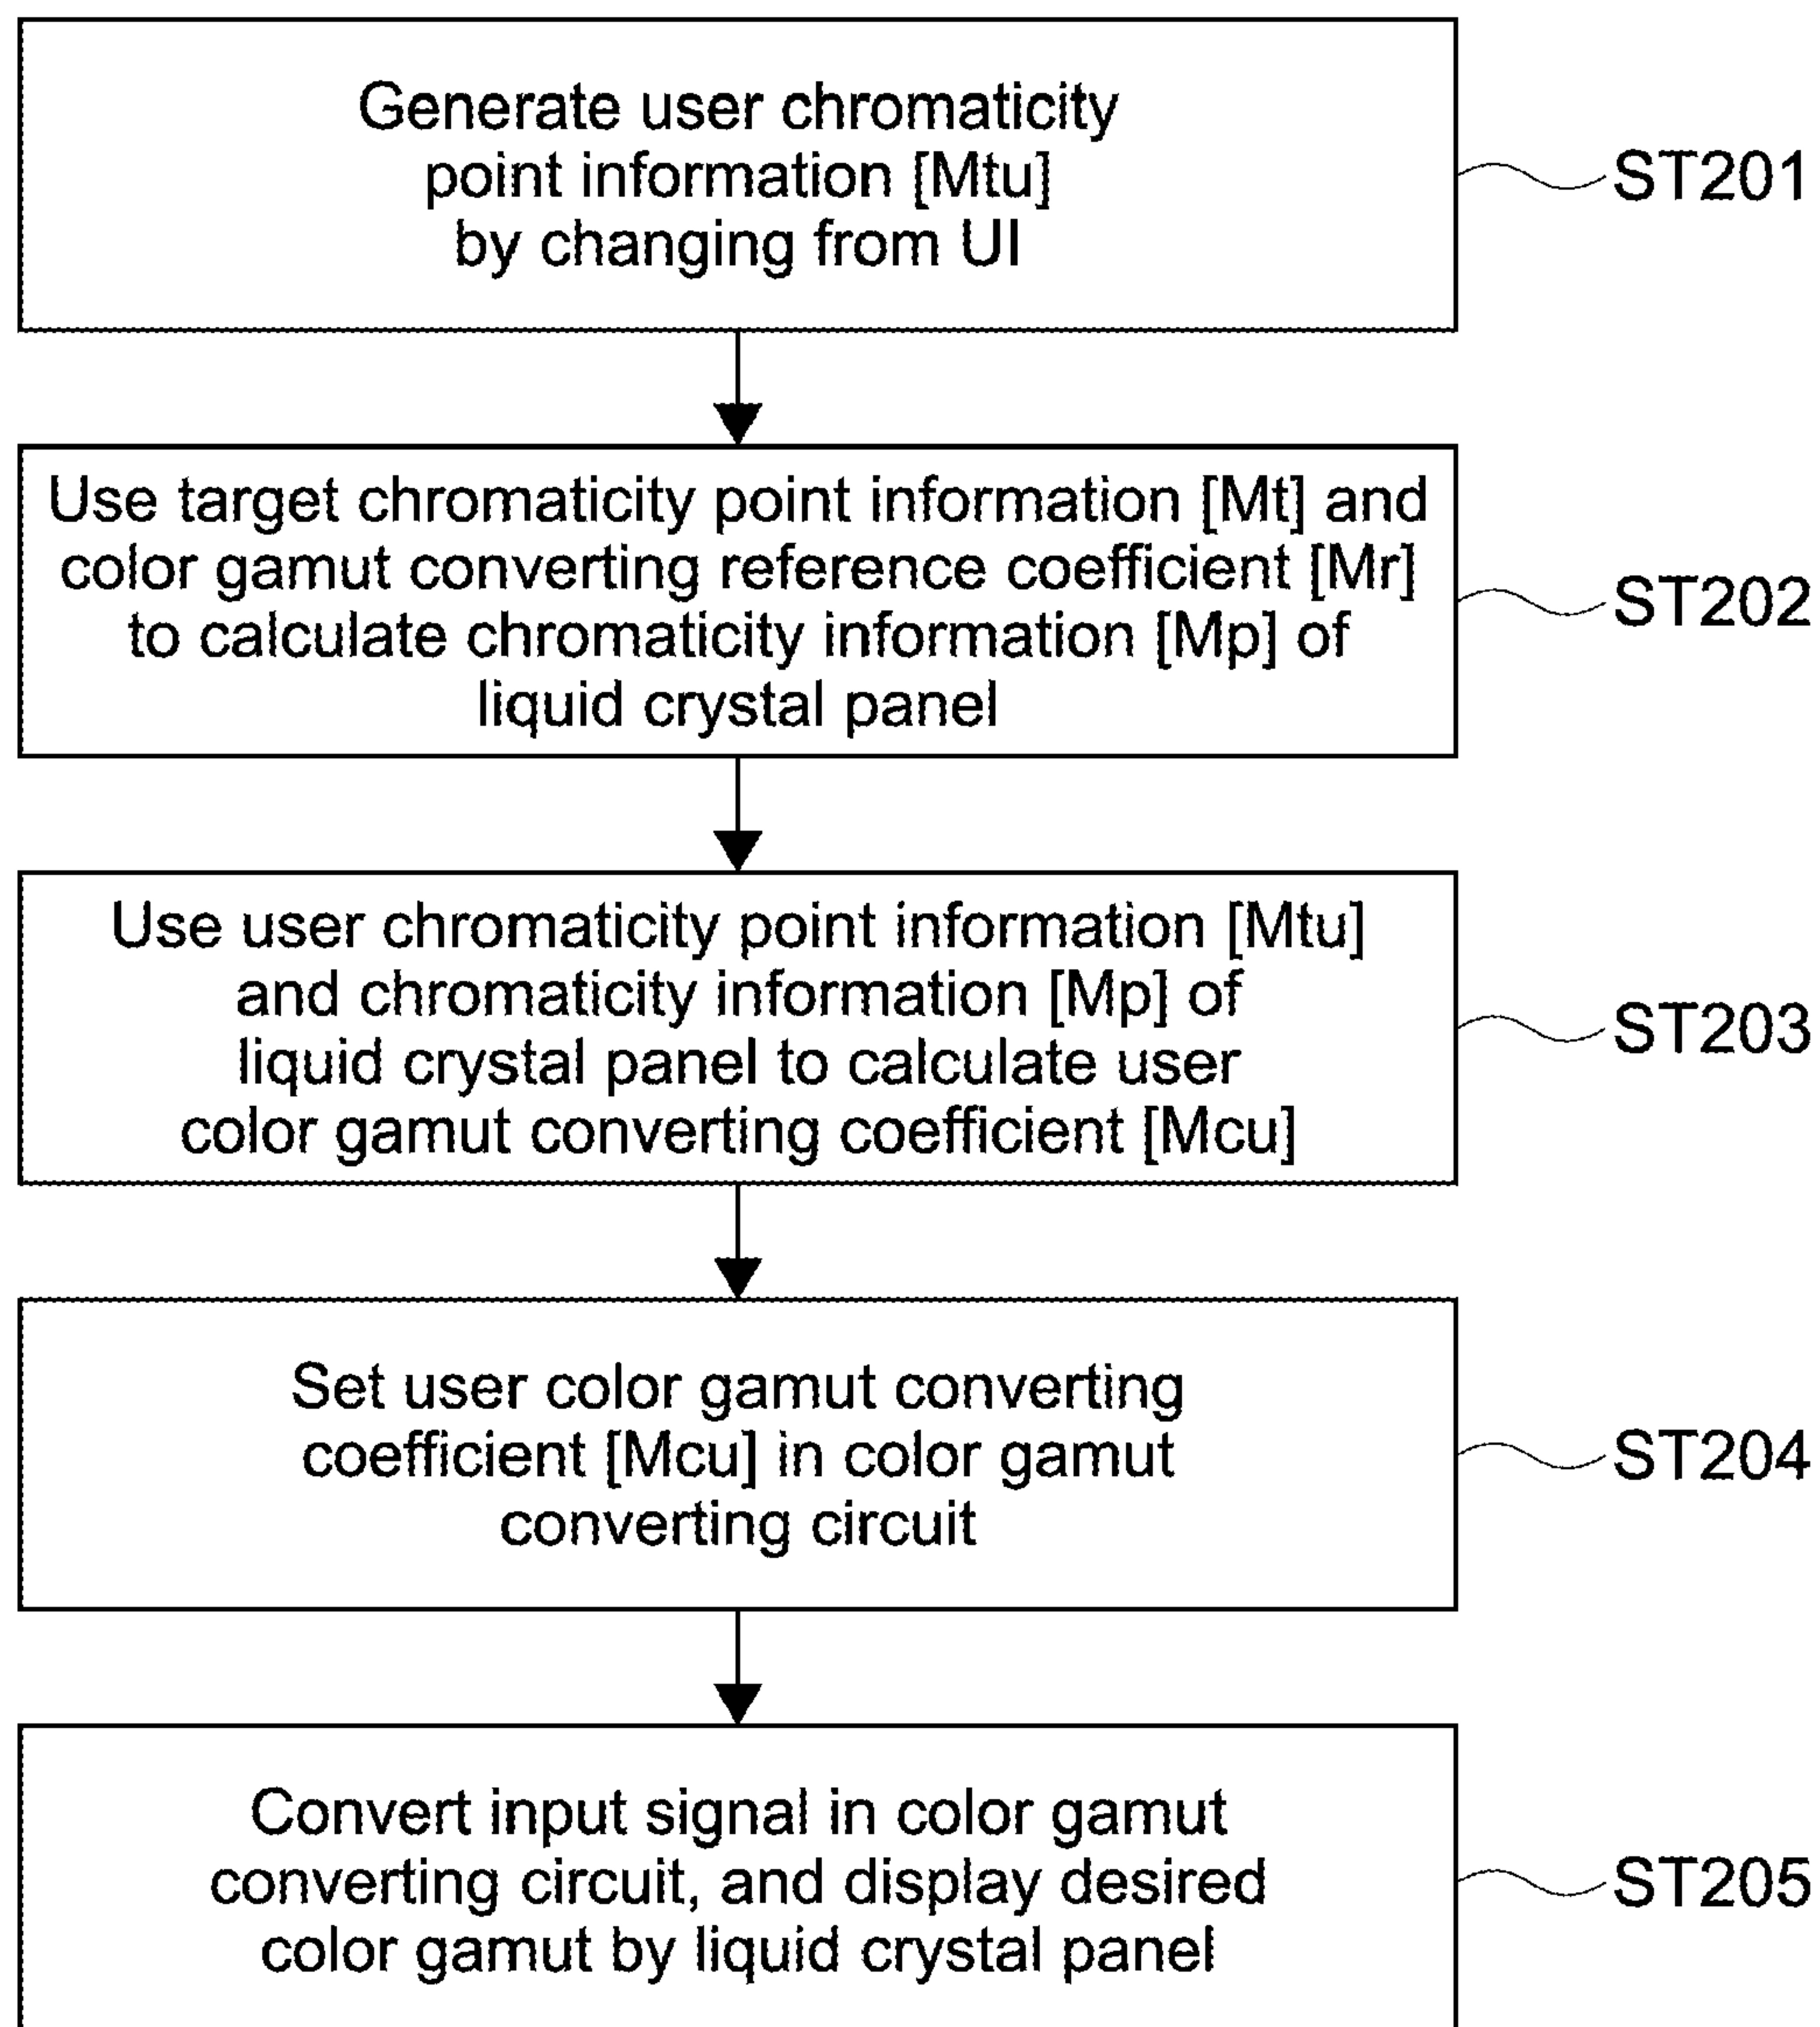 Generate user chromaticity
point information [Mtu]
by changing from UI
ST201
Use target chromaticity point information [Mt] and
color gamut converting reference coefficient [Mr]
to calculate chromaticity information [Mp] of
liquid crystal panel
ST202
Use user chromaticity point information [Mtu]
and chromaticity information [Mp] of
liquid crystal panel to calculate user
color gamut converting coefficient [Mcu]
ST203
Set user color gamut converting
coefficient [Mcu] in color gamut
converting circuit
ST204
Convert input signal in color gamut
converting circuit, and display desired
color gamut by liquid crystal panel
ST205